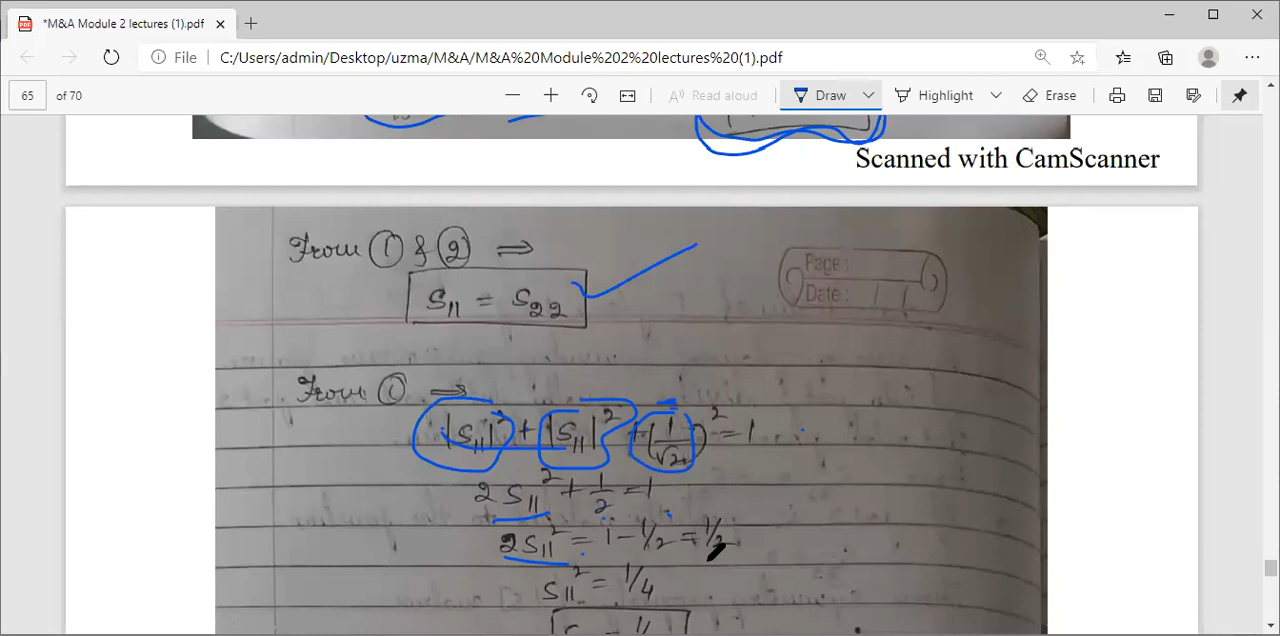 *M&A Module 2 lectures (1).pdf
File C:/Users/admin/Desktop/uzma/M&A/M&A%20Module%202%20lectures%20(1).pdf
65 of 70 Read aloud Draw Highlight Erase
Scanned with CamScanner
From ① & ② ⇒
Page :
S₁₁ = S₂₂
Date : / /
From ① ⇒
|S₁₁|² + |S₁₁|² + (1/√2)² = 1
2 S₁₁² + 1/2 = 1
2S₁₁² = 1 - 1/2 = 1/2
S₁₁² = 1/4